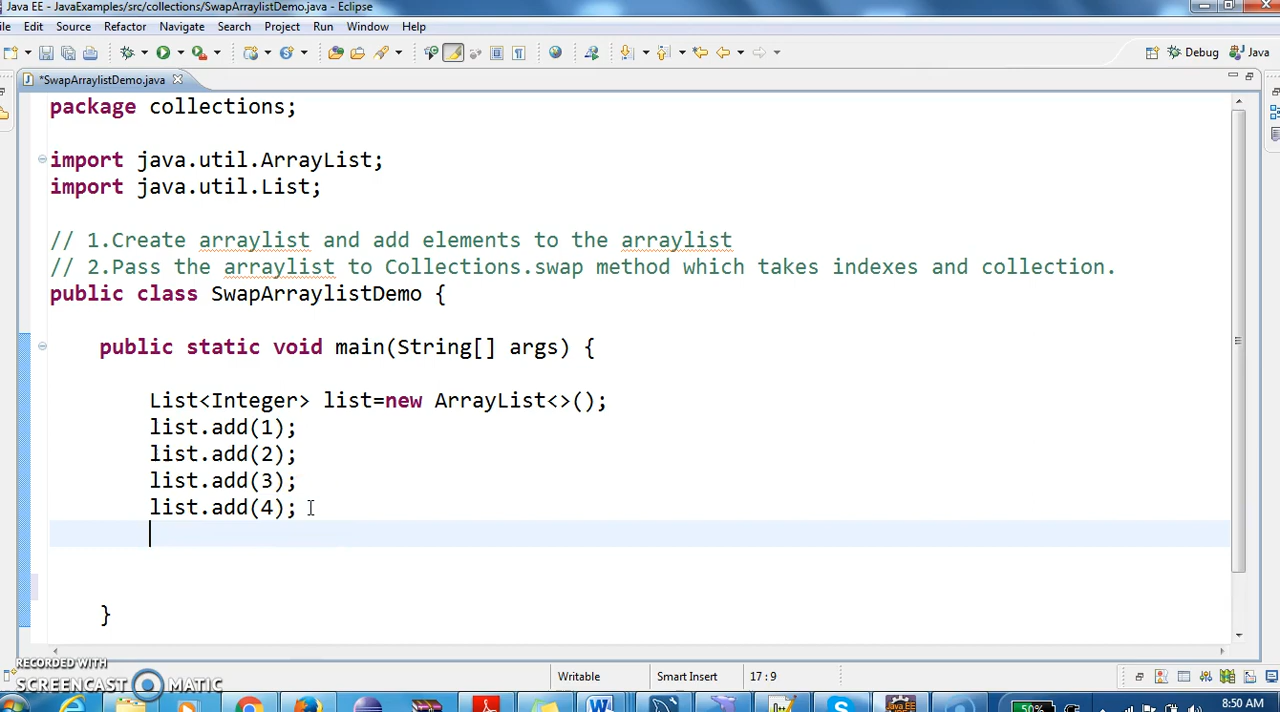 Java EE - JavaExamples/src/collections/SwapArraylistDemo.java - Eclipse
ile Edit Source Refactor Navigate Search Project Run Window Help
Debug Java
*SwapArraylistDemo.java
package collections;
import java.util.ArrayList;
import java.util.List;
// 1.Create arraylist and add elements to the arraylist
// 2.Pass the arraylist to Collections.swap method which takes indexes and collection.
public class SwapArraylistDemo {
public static void main(String[] args) {
List<Integer> list=new ArrayList<>();
list.add(1);
list.add(2);
list.add(3);
list.add(4);
}
RECORDED WITH
SCREENCAST MATIC
Writable Smart Insert 17 : 9
50% 8:50 AM